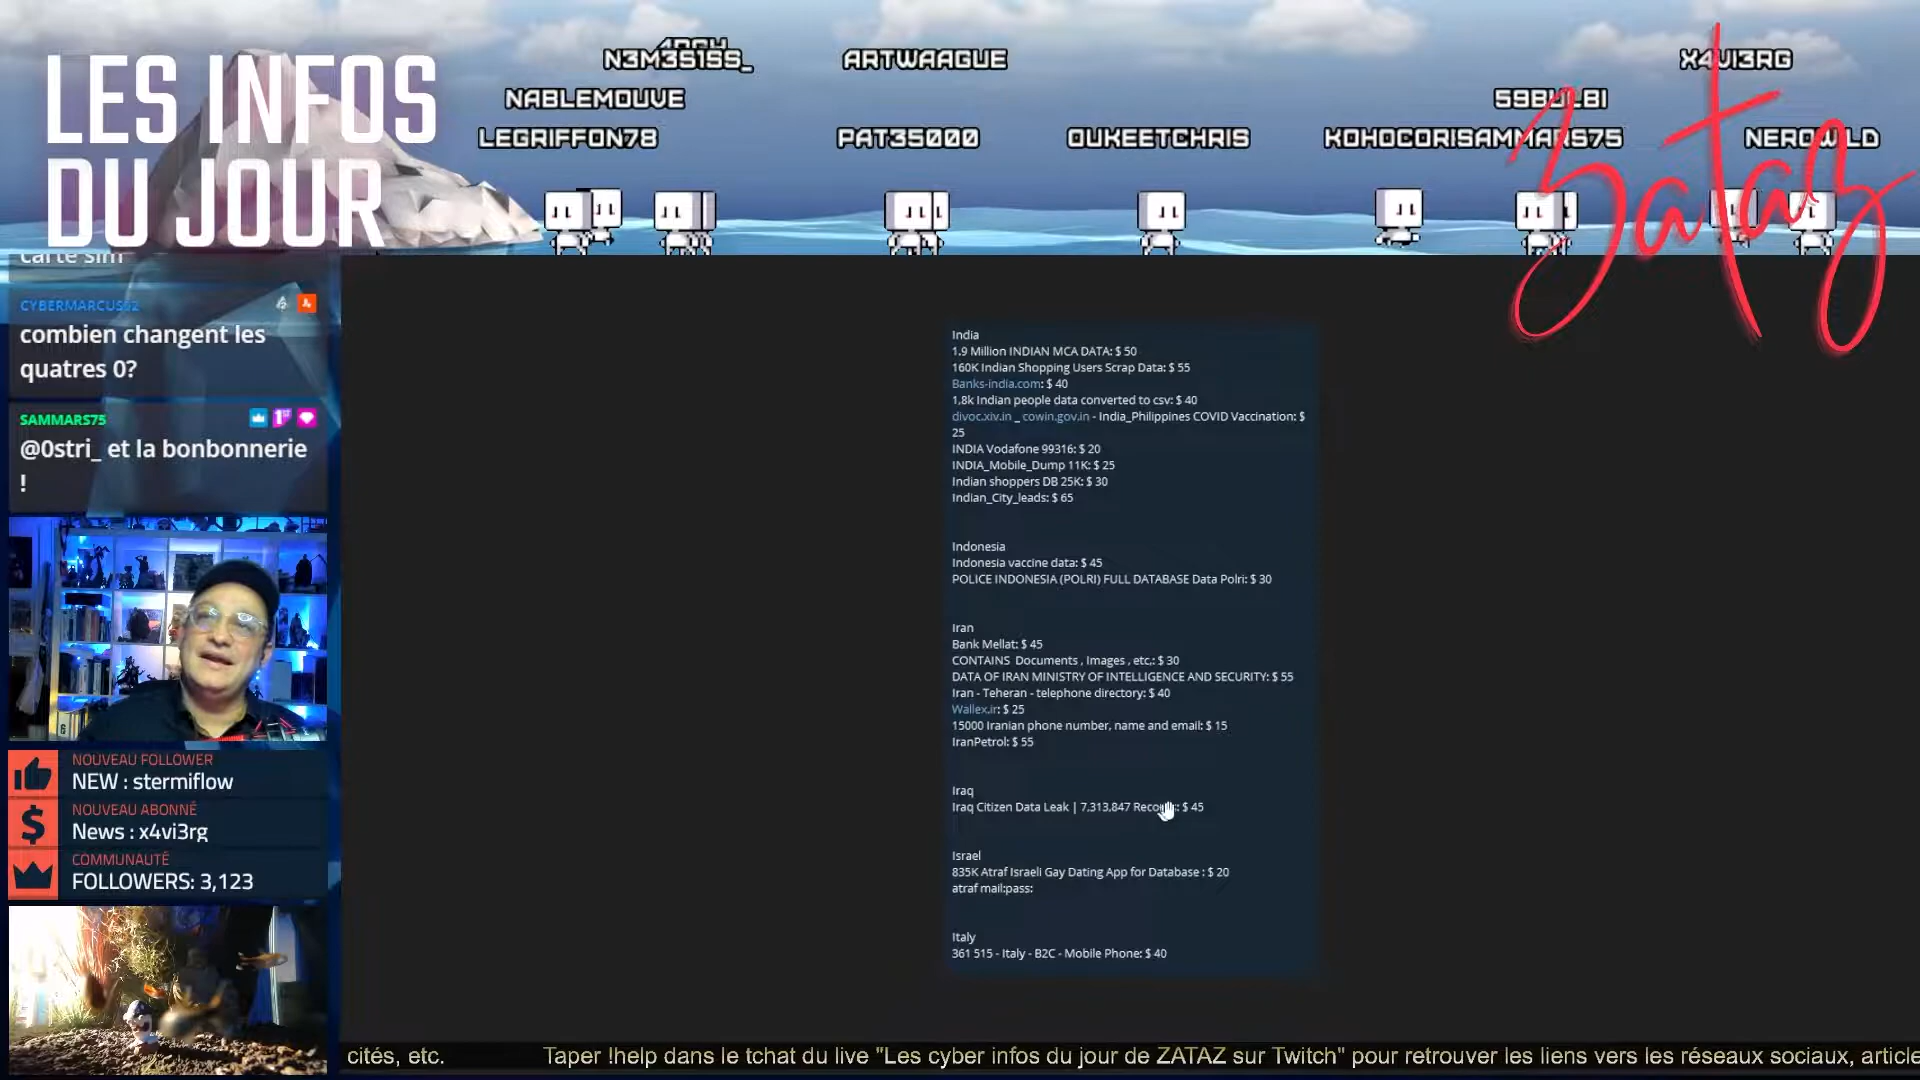 LES INFOS
DU JOUR
N3M3S1SS_
ARTWAAGUE
X4VI3RG
NABLEMOUVE
59BULBI
LEGRIFFON78
PAT35000
OUKEETCHRIS
KOHOCORISAMMARS75
NEROWLD
Zataz
carte sim
CYBERMARCUS62
combien changent les
quatres 0?
SAMMARS75
@0stri_ et la bonbonnerie
!
NOUVEAU FOLLOWER
NEW : stermiflow
NOUVEAU ABONNÉ
News : x4vi3rg
COMMUNAUTÉ
FOLLOWERS: 3,123
India
1.9 Million INDIAN MCA DATA: $ 50
160K Indian Shopping Users Scrap Data: $ 55
Banks-india.com: $ 40
1,8k Indian people data converted to csv: $ 40
divoc.xiv.in _ cowin.gov.in - India_Philippines COVID Vaccination: $
25
INDIA Vodafone 99316: $ 20
INDIA_Mobile_Dump 11K: $ 25
Indian shoppers DB 25K: $ 30
Indian_City_leads: $ 65
Indonesia
Indonesia vaccine data: $ 45
POLICE INDONESIA (POLRI) FULL DATABASE Data Polri: $ 30
Iran
Bank Mellat: $ 45
CONTAINS Documents , Images , etc,: $ 30
DATA OF IRAN MINISTRY OF INTELLIGENCE AND SECURITY: $ 55
Iran - Teheran - telephone directory: $ 40
Wallex.ir: $ 25
15000 Iranian phone number, name and email: $ 15
IranPetrol: $ 55
Iraq
Iraq Citizen Data Leak | 7,313,847 Records: $ 45
Israel
835K Atraf Israeli Gay Dating App for Database : $ 20
atraf mail:pass:
Italy
361 515 - Italy - B2C - Mobile Phone: $ 40
cités, etc. Taper !help dans le tchat du live "Les cyber infos du jour de ZATAZ sur Twitch" pour retrouver les liens vers les réseaux sociaux, article